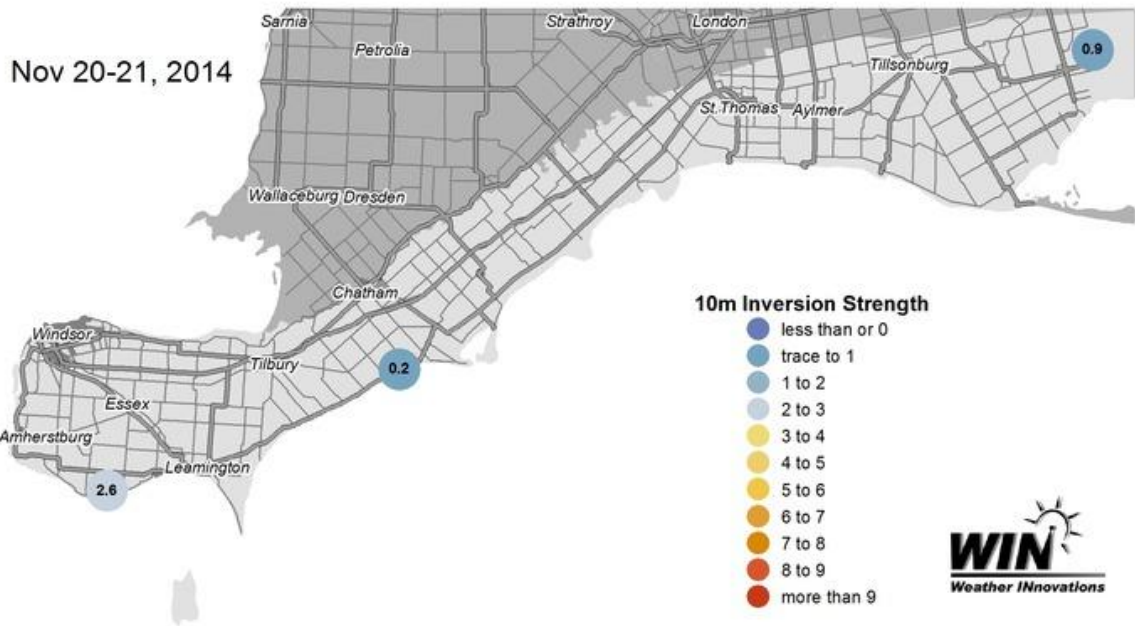 Sarnia
Strathroy
London
Petrolia
0.9
Nov 20-21, 2014
Tillsonburg
St.Thomas
Aylmer
Wallaceburg
Dresden
Chatham
10m Inversion Strength
less than or 0
Windsor
trace to 1
Tilbury
0.2
1 to 2
Essex
2 to 3
Amherstburg
3 to 4
Leamington
4 to 5
2.6
5 to 6
6 to 7
7 to 8
8 to 9
more than 9
WIN
Weather INnovations